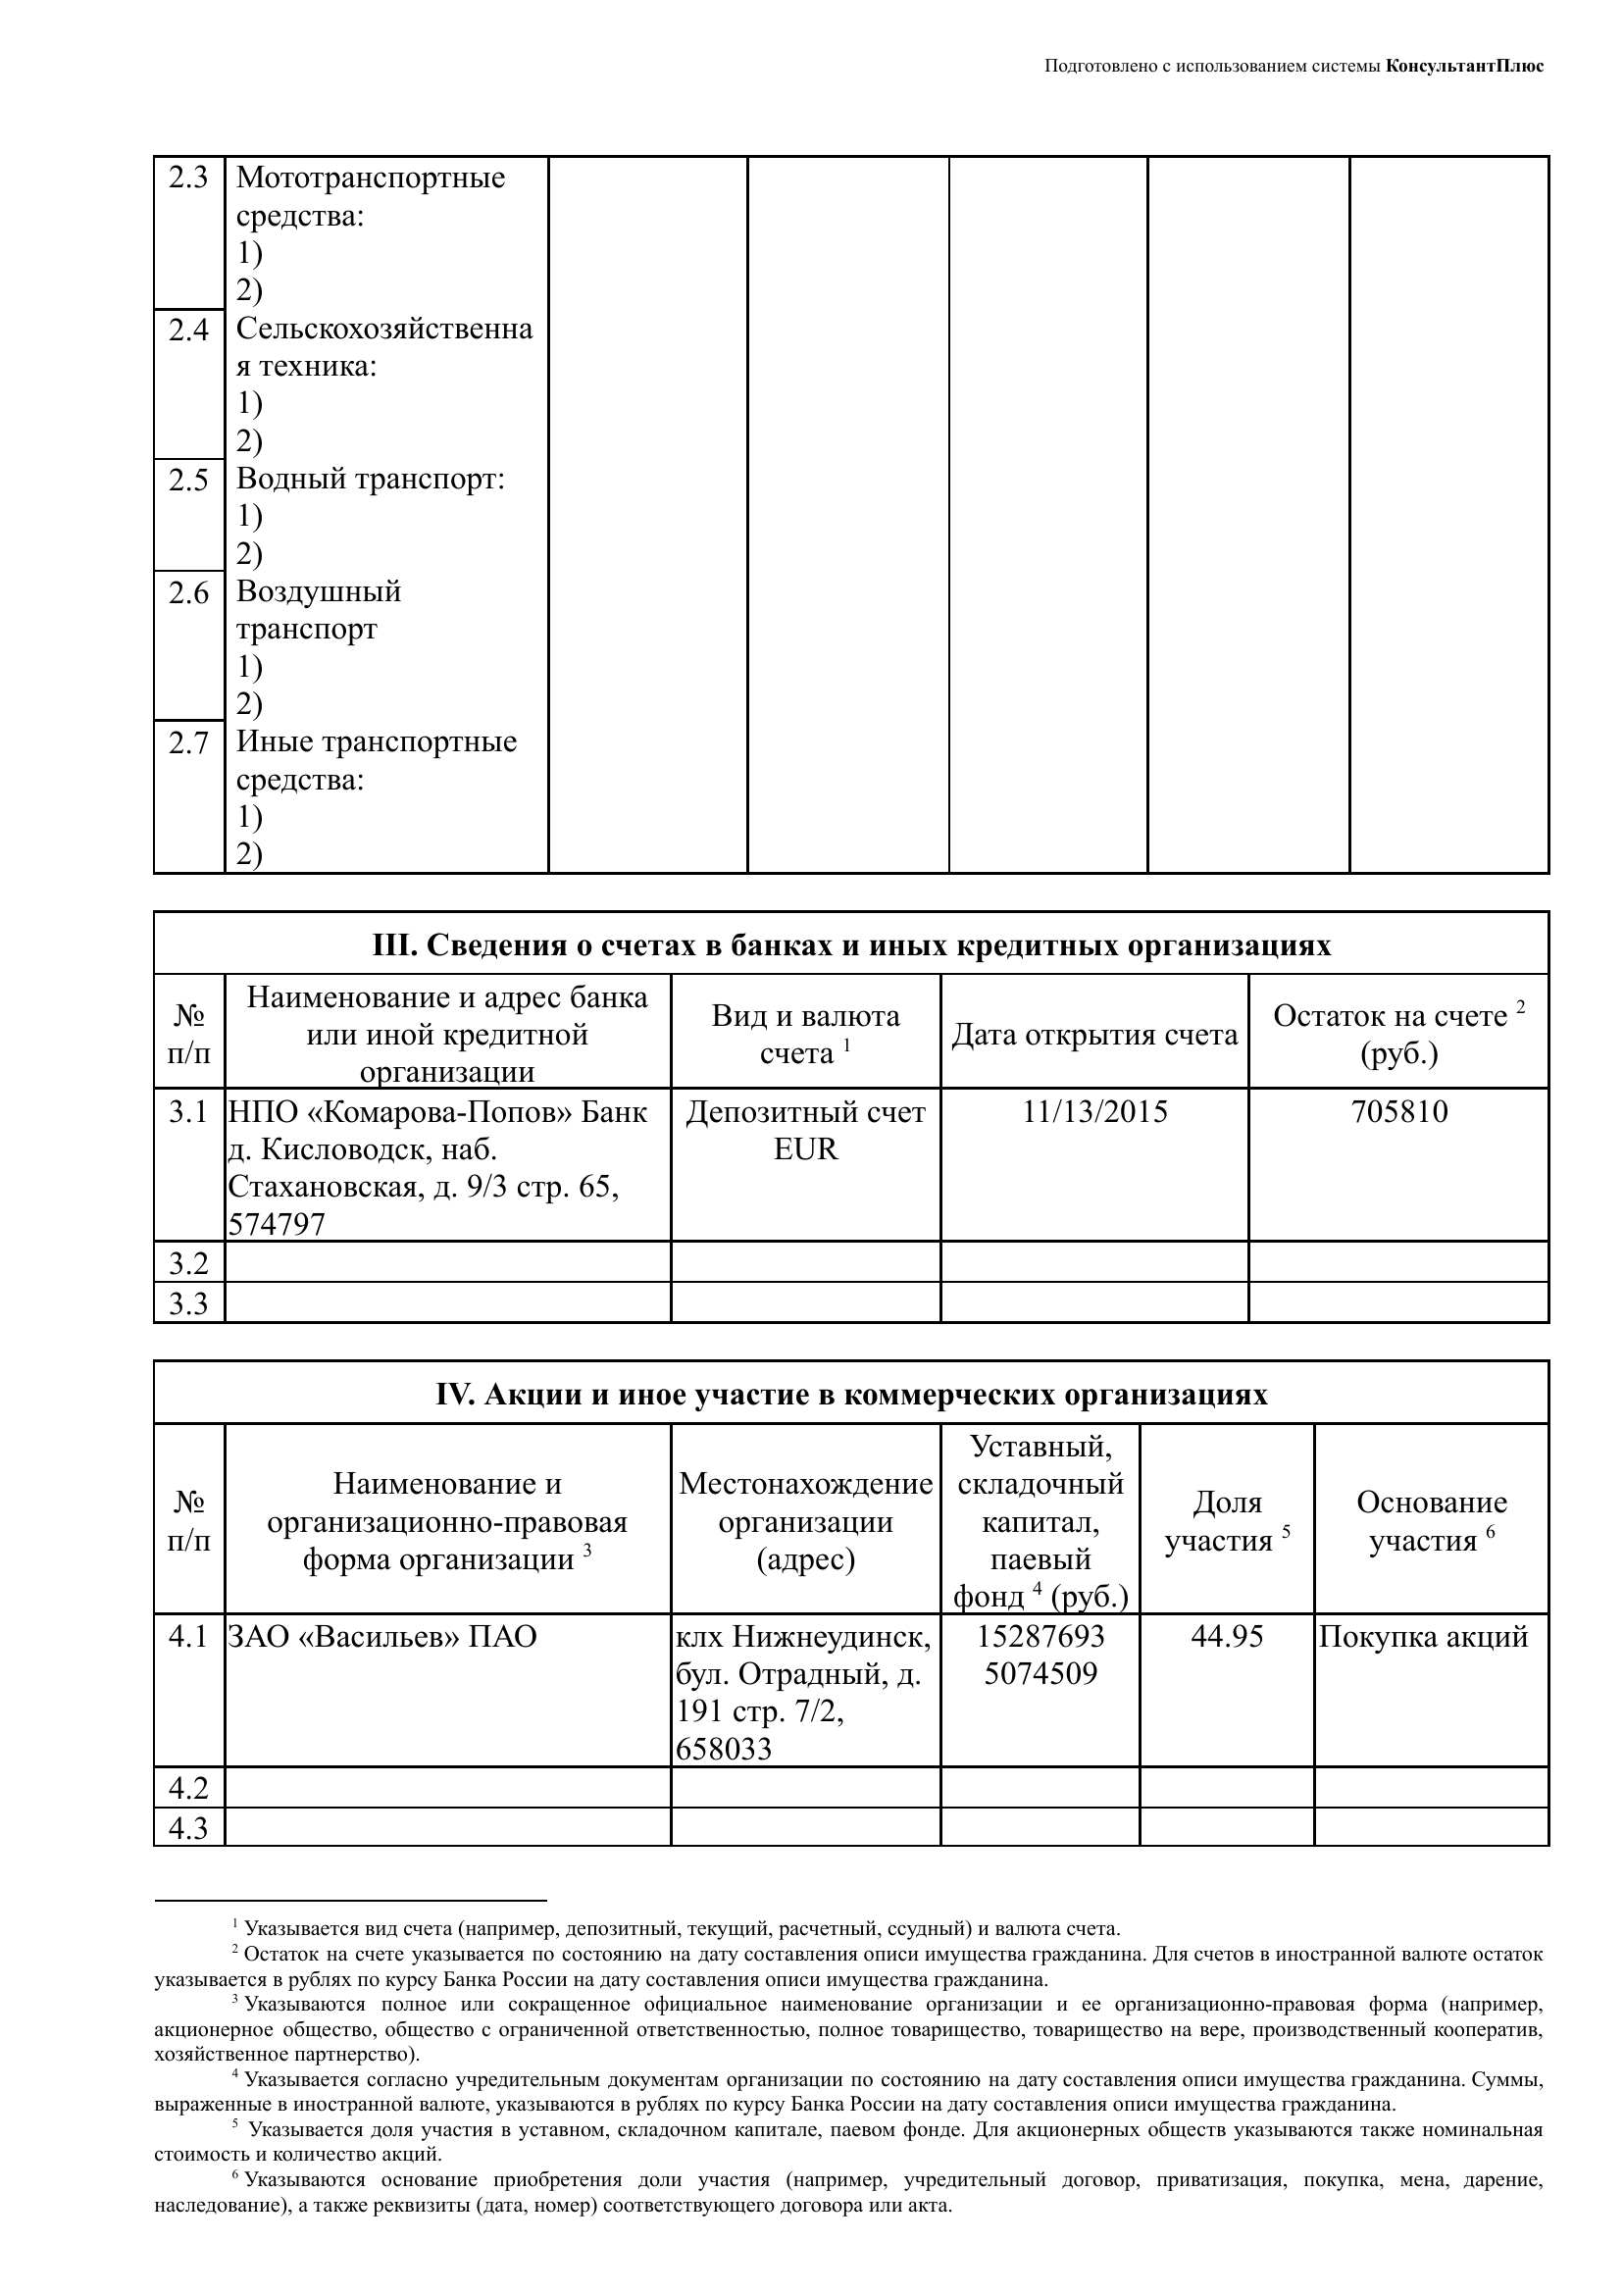 Подготовлено с использованием системы КонсультантПлюс
2.3 Мототранспортные
средства:
1)
2)
2.4 Сельскохозяйственна
я техника:
1)
2)
2.5 Водный транспорт:
1)
2)
2.6 Воздушный
транспорт
1)
2)
2.7 Иные транспортные
средства:
1)
2)
III. Сведения о счетах в банках и иных кредитных организациях
№
п/п
Наименование и адрес банка
или иной кредитной
организации
Вид и валюта
счета 1
Дата открытия счета
Остаток на счете 2
(руб.)
3.1
НПО «Комарова-Попов» Банк
д. Кисловодск, наб.
Стахановская, д. 9/3 стр. 65,
574797
Депозитный счет
EUR
11/13/2015
705810
3.2
3.3
IV. Акции и иное участие в коммерческих организациях
№
п/п
Наименование и
организационно-правовая
форма организации 3
Местонахождение
организации
(адрес)
Уставный,
складочный
капитал,
паевый
фонд 4 (руб.)
Доля
участия 5
Основание
участия 6
4.1
ЗАО «Васильев» ПАО
клх Нижнеудинск,
бул. Отрадный, д.
191 стр. 7/2,
658033
15287693
5074509
44.95
Покупка акций
4.2
4.3
1 Указывается вид счета (например, депозитный, текущий, расчетный, ссудный) и валюта счета.
2 Остаток на счете указывается по состоянию на дату составления описи имущества гражданина. Для счетов в иностранной валюте остаток
указывается в рублях по курсу Банка России на дату составления описи имущества гражданина.
3 Указываются полное или сокращенное официальное наименование организации и ее организационно-правовая форма (например,
акционерное общество, общество с ограниченной ответственностью, полное товарищество, товарищество на вере, производственный кооператив,
хозяйственное партнерство).
4 Указывается согласно учредительным документам организации по состоянию на дату составления описи имущества гражданина. Суммы,
выраженные в иностранной валюте, указываются в рублях по курсу Банка России на дату составления описи имущества гражданина.
5 Указывается доля участия в уставном, складочном капитале, паевом фонде. Для акционерных обществ указываются также номинальная
стоимость и количество акций.
6 Указываются основание приобретения доли участия (например, учредительный договор, приватизация, покупка, мена, дарение,
наследование), а также реквизиты (дата, номер) соответствующего договора или акта.